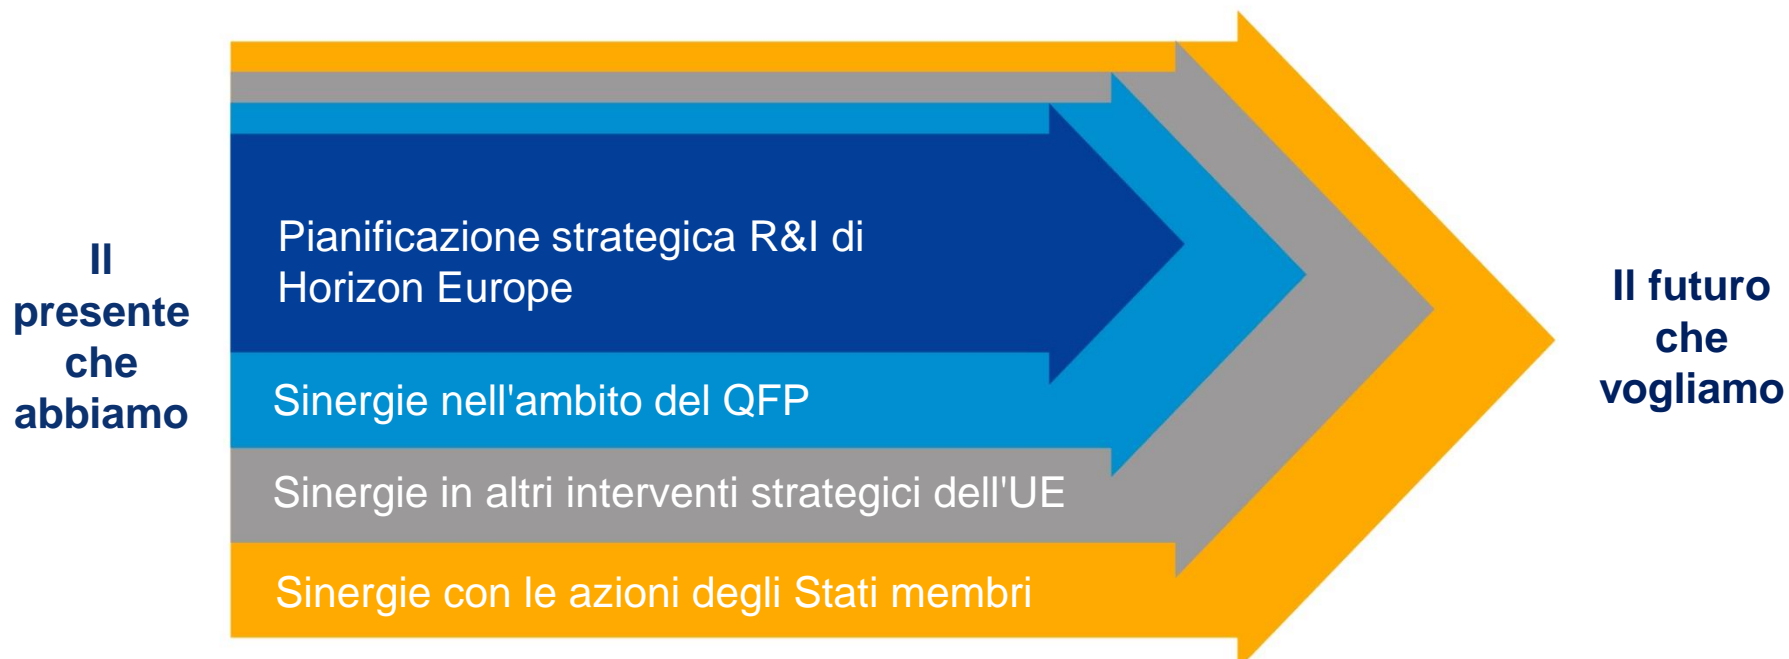 Il
presente
che
abbiamo
Pianificazione strategica R&I di
Horizon Europe
Sinergie nell'ambito del QFP
Sinergie in altri interventi strategici dell'UE
Sinergie con le azioni degli Stati membri
Il futuro
che
vogliamo